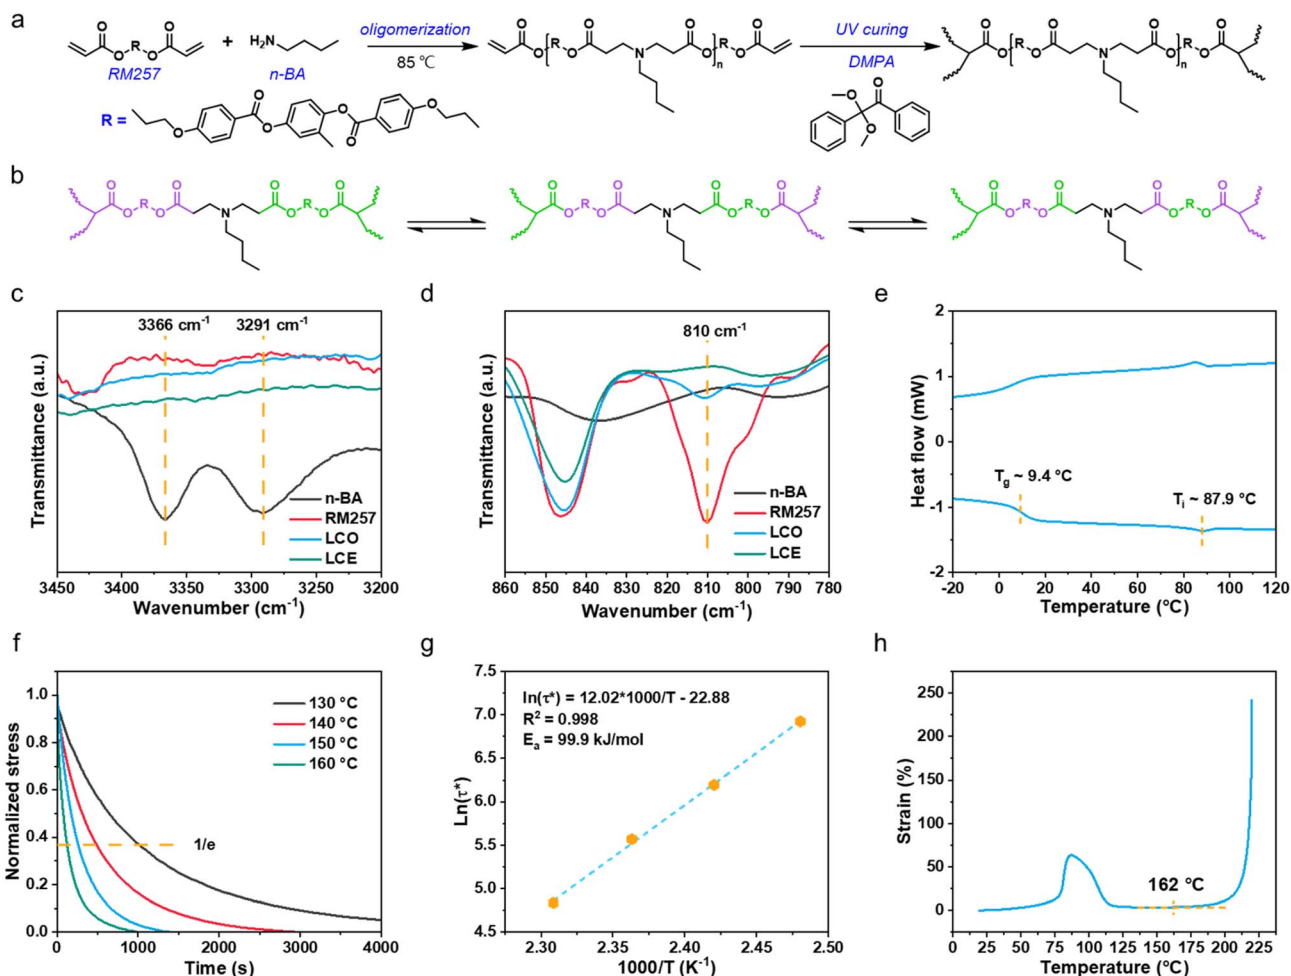 a
O O R O O
RM257
+
H₂N
n-BA
oligomerization
85 ℃
O O R O O N O n O R O O
UV curing
DMPA
O O O
O O R O O N O n O R O O
R = O O O O O O
b
O O R O O N O O R O O
O O R O O N O O R O O
O O R O O N O O R O O
c
3366 cm⁻¹ 3291 cm⁻¹
Transmittance (a.u.)
n-BA
RM257
LCO
LCE
3450 3400 3350 3300 3250 3200
Wavenumber (cm⁻¹)
d
810 cm⁻¹
Transmittance (a.u.)
n-BA
RM257
LCO
LCE
860 850 840 830 820 810 800 790 780
Wavenumber (cm⁻¹)
e
Heat flow (mW)
2
1
0
-1
-2
Tg ~ 9.4 °C
Ti ~ 87.9 °C
-20 0 20 40 60 80 100 120
Temperature (°C)
f
Normalized stress
1.0
0.8
0.6
0.4
0.2
0.0
130 °C
140 °C
150 °C
160 °C
1/e
0 1000 2000 3000 4000
Time (s)
g
Ln(τ*)
7.5
7.0
6.5
6.0
5.5
5.0
4.5
ln(τ*) = 12.02*1000/T - 22.88
R² = 0.998
Ea = 99.9 kJ/mol
2.30 2.35 2.40 2.45 2.50
1000/T (K⁻¹)
h
Strain (%)
250
200
150
100
50
0
162 °C
0 25 50 75 100 125 150 175 200 225
Temperature (°C)